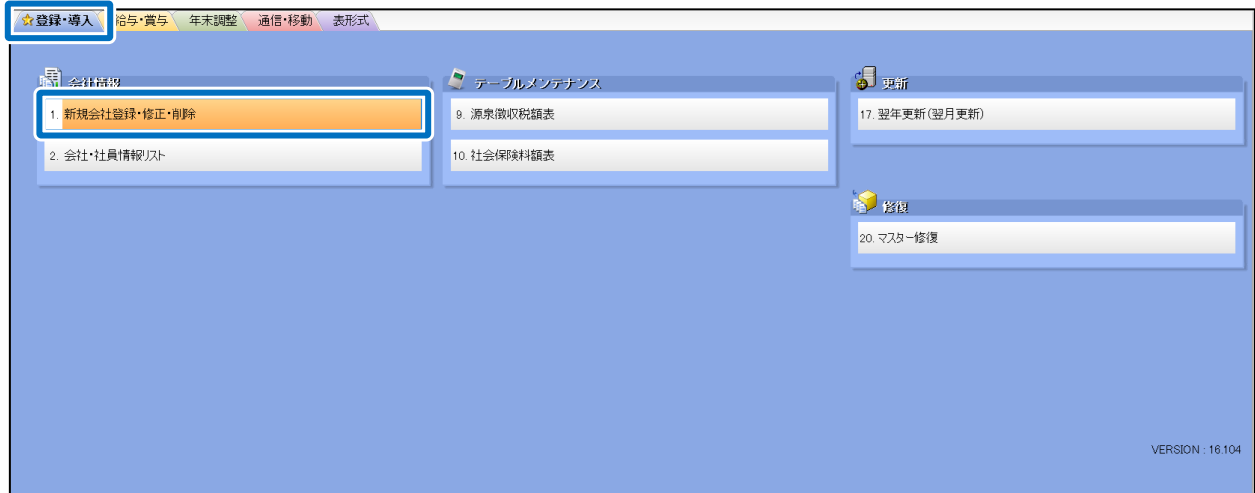 ☆登録・導入 給与・賞与 年末調整 通信・移動 表形式
会社情報
1. 新規会社登録・修正・削除
2. 会社・社員情報リスト
テーブルメンテナンス
9. 源泉徴収税額表
10. 社会保険料額表
更新
17. 翌年更新(翌月更新)
修復
20. マスター修復
VERSION : 16.104